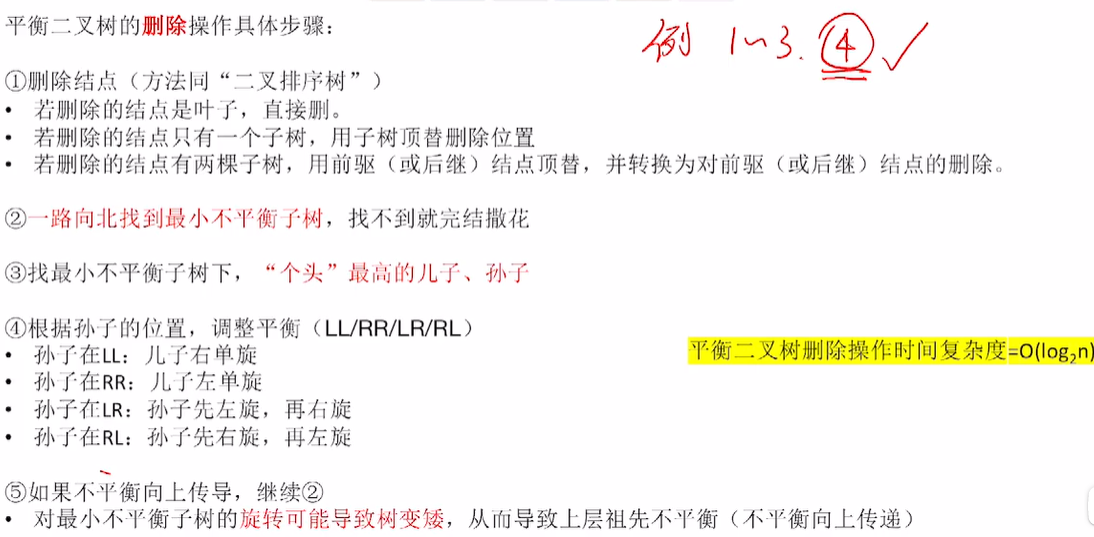 平衡二叉树的删除操作具体步骤：
例 1~3. ④ ✓
①删除结点（方法同“二叉排序树”）
• 若删除的结点是叶子，直接删。
• 若删除的结点只有一个子树，用子树顶替删除位置
• 若删除的结点有两棵子树，用前驱（或后继）结点顶替，并转换为对前驱（或后继）结点的删除。
②一路向北找到最小不平衡子树，找不到就完结撒花
③找最小不平衡子树下，“个头”最高的儿子、孙子
④根据孙子的位置，调整平衡（LL/RR/LR/RL）
• 孙子在LL：儿子右单旋
• 孙子在RR：儿子左单旋
• 孙子在LR：孙子先左旋，再右旋
• 孙子在RL：孙子先右旋，再左旋
平衡二叉树删除操作时间复杂度=O(log₂n)
⑤如果不平衡向上传导，继续②
• 对最小不平衡子树的旋转可能导致树变矮，从而导致上层祖先不平衡（不平衡向上传递）